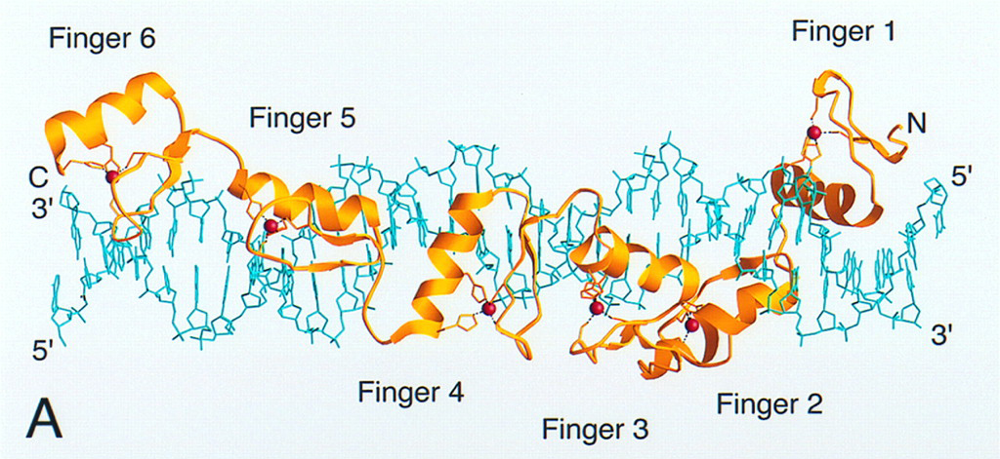 Finger 6
Finger 1
Finger 5
N
C
3'
5'
5'
3'
Finger 4
Finger 2
Finger 3
A